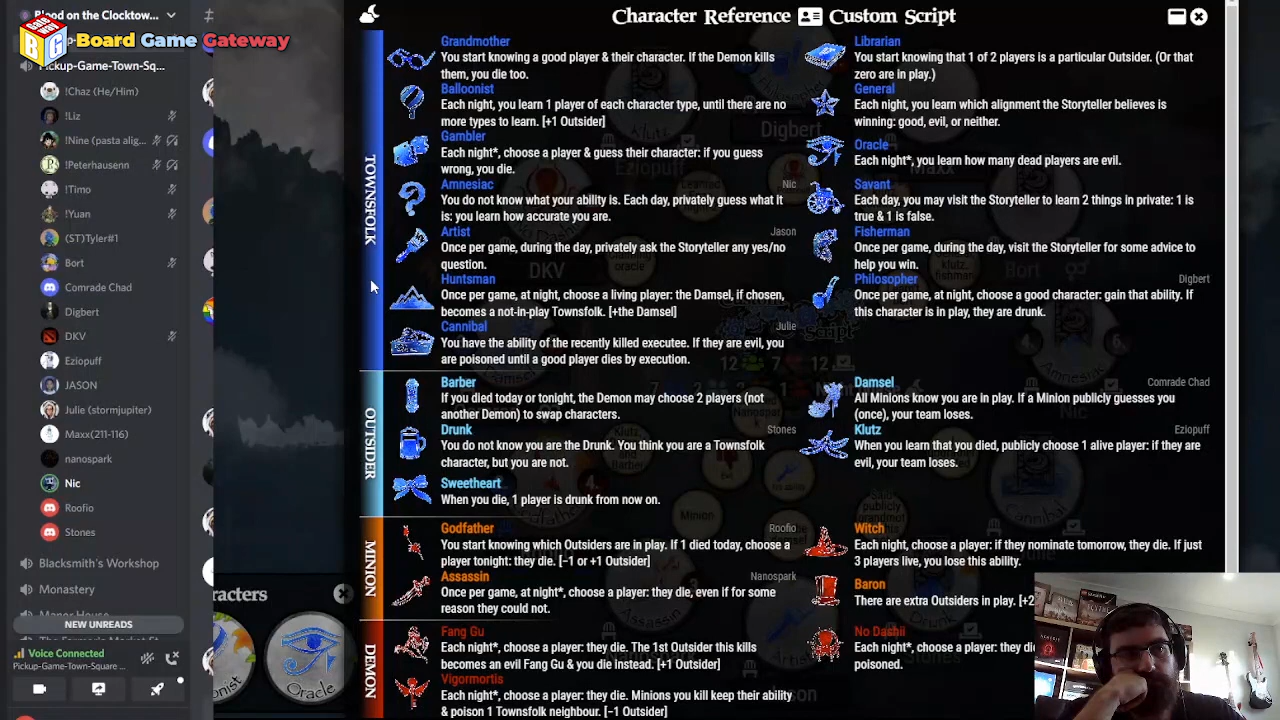 Blood on the Clocktow...
Board Game Gateway
Pickup-Game-Town-Sq...
!Chaz (He/Him)
!Liz
!Nine (pasta alig...
!Peterhausenn
!Timo
!Yuan
(ST)Tyler#1
Bort
Comrade Chad
Digbert
DKV
Eziopuff
JASON
Julie (stormjupiter)
Maxx(211-116)
nanospark
Nic
Roofio
Stones
Blacksmith's Workshop
Monastery
NEW UNREADS
Voice Connected
Pickup-Game-Town-Square ...
Character Reference Custom Script
TOWNSFOLK
Grandmother
You start knowing a good player & their character. If the Demon kills
them, you die too.
Balloonist
Each night, you learn 1 player of each character type, until there are no
more types to learn. [+1 Outsider]
Gambler
Each night*, choose a player & guess their character: if you guess
wrong, you die.
Amnesiac Nic
You do not know what your ability is. Each day, privately guess what it
is: you learn how accurate you are.
Artist Jason
Once per game, during the day, privately ask the Storyteller any yes/no
question.
Huntsman
Once per game, at night, choose a living player: the Damsel, if chosen,
becomes a not-in-play Townsfolk. [+the Damsel]
Cannibal Julie
You have the ability of the recently killed executee. If they are evil, you
are poisoned until a good player dies by execution.
Librarian
You start knowing that 1 of 2 players is a particular Outsider. (Or that
zero are in play.)
General
Each night, you learn which alignment the Storyteller believes is
winning: good, evil, or neither.
Oracle
Each night*, you learn how many dead players are evil.
Savant
Each day, you may visit the Storyteller to learn 2 things in private: 1 is
true & 1 is false.
Fisherman
Once per game, during the day, visit the Storyteller for some advice to
help you win.
Philosopher Digbert
Once per game, at night, choose a good character: gain that ability. If
this character is in play, they are drunk.
OUTSIDER
Barber
If you died today or tonight, the Demon may choose 2 players (not
another Demon) to swap characters.
Drunk Stones
You do not know you are the Drunk. You think you are a Townsfolk
character, but you are not.
Sweetheart
When you die, 1 player is drunk from now on.
Damsel Comrade Chad
All Minions know you are in play. If a Minion publicly guesses you
(once), your team loses.
Klutz Eziopuff
When you learn that you died, publicly choose 1 alive player: if they are
evil, your team loses.
MINION
Godfather Roofio
You start knowing which Outsiders are in play. If 1 died today, choose a
player tonight: they die. [−1 or +1 Outsider]
Assassin Nanospark
Once per game, at night*, choose a player: they die, even if for some
reason they could not.
Witch
Each night, choose a player: if they nominate tomorrow, they die. If just
3 players live, you lose this ability.
Baron
There are extra Outsiders in play. [+2
DEMON
Fang Gu
Each night*, choose a player: they die. The 1st Outsider this kills
becomes an evil Fang Gu & you die instead. [+1 Outsider]
Vigormortis
Each night*, choose a player: they die. Minions you kill keep their ability
& poison 1 Townsfolk neighbour. [−1 Outsider]
No Dashii
Each night*, choose a player: they di
poisoned.
aracters
onist
Oracle